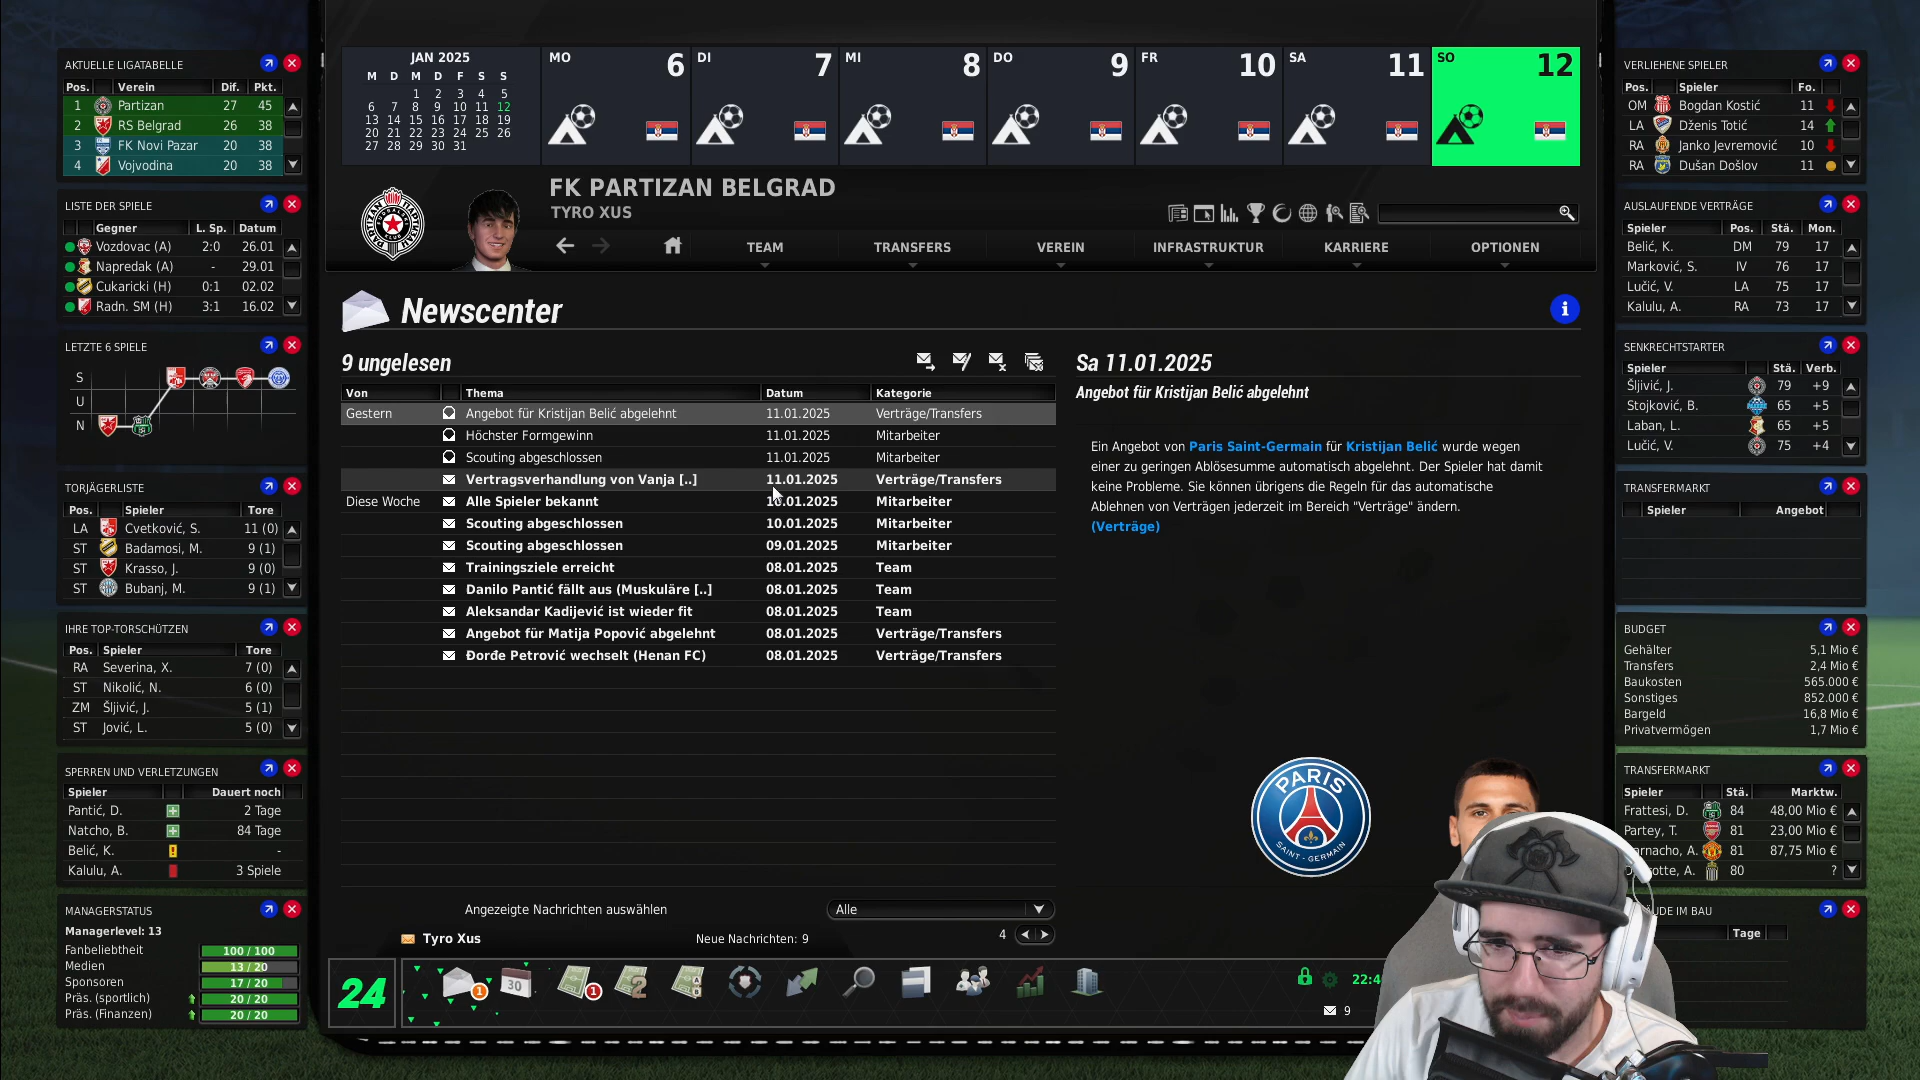 AKTUELLE LIGATABELLE
Pos. Verein Dif. Pkt.
1 Partizan 27 45
2 RS Belgrad 26 38
3 FK Novi Pazar 20 38
4 Vojvodina 20 38
LISTE DER SPIELE
Gegner L. Sp. Datum
Vozdovac (A) 2:0 26.01
Napredak (A) - 29.01
Cukaricki (H) 0:1 02.02
Radn. SM (H) 3:1 16.02
LETZTE 6 SPIELE
S
U
N
TORJÄGERLISTE
Pos. Spieler Tore
LA Cvetković, S. 11 (0)
ST Badamosi, M. 9 (1)
ST Krasso, J. 9 (0)
ST Bubanj, M. 9 (1)
IHRE TOP-TORSCHÜTZEN
Pos. Spieler Tore
RA Severina, X. 7 (0)
ST Nikolić, N. 6 (0)
ZM Šljivić, J. 5 (1)
ST Jović, L. 5 (0)
SPERREN UND VERLETZUNGEN
Spieler Dauert noch
Pantić, D. 2 Tage
Natcho, B. 84 Tage
Belić, K. -
Kalulu, A. 3 Spiele
MANAGERSTATUS
Managerlevel: 13
Fanbeliebtheit 100 / 100
Medien 13 / 20
Sponsoren 17 / 20
Präs. (sportlich) 20 / 20
Präs. (Finanzen) 20 / 20
JAN 2025
M D M D F S S
1 2 3 4 5
6 7 8 9 10 11 12
13 14 15 16 17 18 19
20 21 22 23 24 25 26
27 28 29 30 31
MO 6 DI 7 MI 8 DO 9 FR 10 SA 11 SO 12
FK PARTIZAN BELGRAD
TYRO XUS
TEAM TRANSFERS VEREIN INFRASTRUKTUR KARRIERE OPTIONEN
Newscenter
9 ungelesen
Von Thema Datum Kategorie
Gestern Angebot für Kristijan Belić abgelehnt 11.01.2025 Verträge/Transfers
Höchster Formgewinn 11.01.2025 Mitarbeiter
Scouting abgeschlossen 11.01.2025 Mitarbeiter
Vertragsverhandlung von Vanja [..] 11.01.2025 Verträge/Transfers
Diese Woche Alle Spieler bekannt 10.01.2025 Mitarbeiter
Scouting abgeschlossen 10.01.2025 Mitarbeiter
Scouting abgeschlossen 09.01.2025 Mitarbeiter
Trainingsziele erreicht 08.01.2025 Team
Danilo Pantić fällt aus (Muskuläre [..] 08.01.2025 Team
Aleksandar Kadijević ist wieder fit 08.01.2025 Team
Angebot für Matija Popović abgelehnt 08.01.2025 Verträge/Transfers
Đorđe Petrović wechselt (Henan FC) 08.01.2025 Verträge/Transfers
Angezeigte Nachrichten auswählen Alle
Tyro Xus Neue Nachrichten: 9 4
Sa 11.01.2025
Angebot für Kristijan Belić abgelehnt
Ein Angebot von Paris Saint-Germain für Kristijan Belić wurde wegen
einer zu geringen Ablösesumme automatisch abgelehnt. Der Spieler hat damit
keine Probleme. Sie können übrigens die Regeln für das automatische
Ablehnen von Verträgen jederzeit im Bereich "Verträge" ändern.
(Verträge)
PARIS
SAINT-GERMAIN
24 1 30 1 2
9
VERLIEHENE SPIELER
Pos. Spieler Fo.
OM Bogdan Kostić 11
LA Dženis Totić 14
RA Janko Jevremović 10
RA Dušan Došlov 11
AUSLAUFENDE VERTRÄGE
Spieler Pos. Stä. Mon.
Belić, K. DM 79 17
Marković, S. IV 76 17
Lučić, V. LA 75 17
Kalulu, A. RA 73 17
SENKRECHTSTARTER
Spieler Stä. Verb.
Šljivić, J. 79 +9
Stojković, B. 65 +5
Laban, L. 65 +5
Lučić, V. 75 +4
TRANSFERMARKT
Spieler Angebot
BUDGET
Gehälter 5,1 Mio €
Transfers 2,4 Mio €
Baukosten 565.000 €
Sonstiges 852.000 €
Bargeld 16,8 Mio €
Privatvermögen 1,7 Mio €
TRANSFERMARKT
Spieler Stä. Marktw.
Frattesi, D. 84 48,00 Mio €
Partey, T. 81 23,00 Mio €
arnacho, A. 81 87,75 Mio €
80 ?
IM BAU
Tage